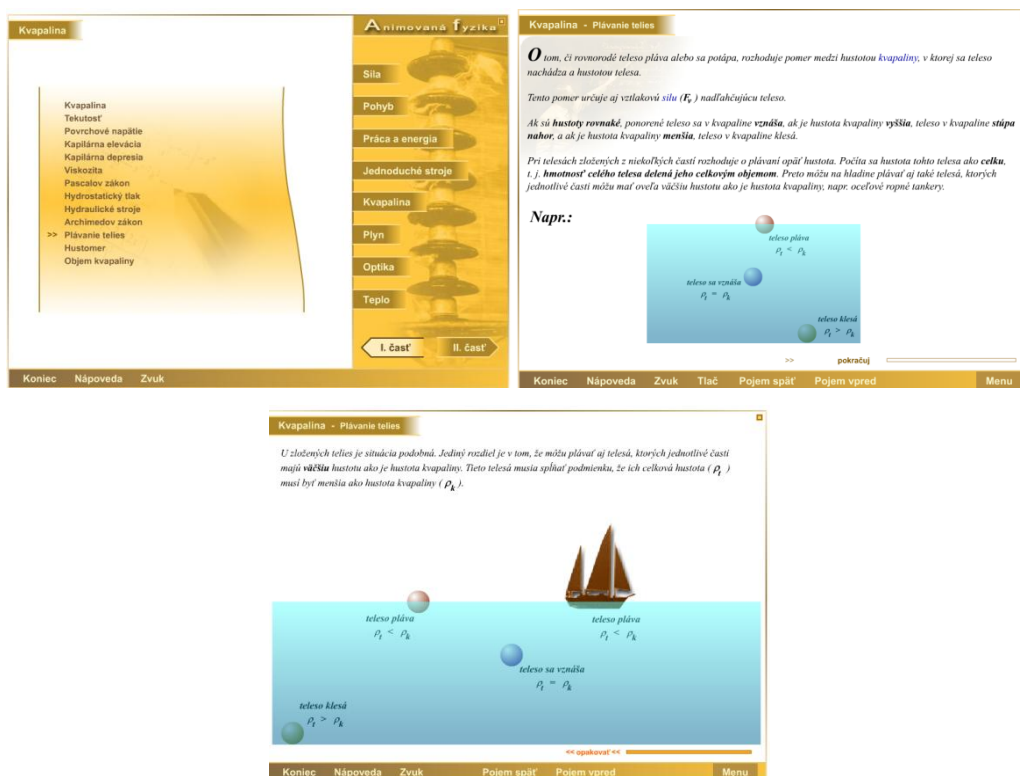 Kvapalina
Animovaná fyzika
Kvapalina
Tekutosť
Povrchové napätie
Kapilárna elevácia
Kapilárna depresia
Viskozita
Pascalov zákon
Hydrostatický tlak
Hydraulické stroje
Archimedov zákon
>> Plávanie telies
Hustomer
Objem kvapaliny
Sila
Pohyb
Práca a energia
Jednoduché stroje
Kvapalina
Plyn
Optika
Teplo
I. časť II. časť
Koniec Nápoveda Zvuk
Kvapalina - Plávanie telies
O tom, či rovnorodé teleso pláva alebo sa potápa, rozhoduje pomer medzi hustotou kvapaliny, v ktorej sa teleso
nachádza a hustotou telesa.
Tento pomer určuje aj vztlakovú silu (Fv) nadľahčujúcu teleso.
Ak sú hustoty rovnaké, ponorené teleso sa v kvapaline vznáša, ak je hustota kvapaliny vyššia, teleso v kvapaline stúpa
nahor, a ak je hustota kvapaliny menšia, teleso v kvapaline klesá.
Pri telesách zložených z niekoľkých častí rozhoduje o plávaní opäť hustota. Počíta sa hustota tohto telesa ako celku,
t. j. hmotnosť celého telesa delená jeho celkovým objemom. Preto môžu na hladine plávať aj také telesá, ktorých
jednotlivé časti môžu mať oveľa väčšiu hustotu ako je hustota kvapaliny, napr. oceľové ropné tankery.
Napr.:
teleso pláva
ρt < ρk
teleso sa vznáša
ρt = ρk
teleso klesá
ρt > ρk
>> pokračuj
Koniec Nápoveda Zvuk Tlač Pojem späť Pojem vpred Menu
Kvapalina - Plávanie telies
U zložených telies je situácia podobná. Jediný rozdiel je v tom, že môžu plávať aj telesá, ktorých jednotlivé časti
majú väčšiu hustotu ako je hustota kvapaliny. Tieto telesá musia spĺňať podmienku, že ich celková hustota ( ρt )
musí byť menšia ako hustota kvapaliny ( ρk ).
teleso pláva
ρt < ρk
teleso pláva
ρt < ρk
teleso sa vznáša
ρt = ρk
teleso klesá
ρt > ρk
<< opakovať <<
Koniec Nápoveda Zvuk Pojem späť Pojem vpred Menu